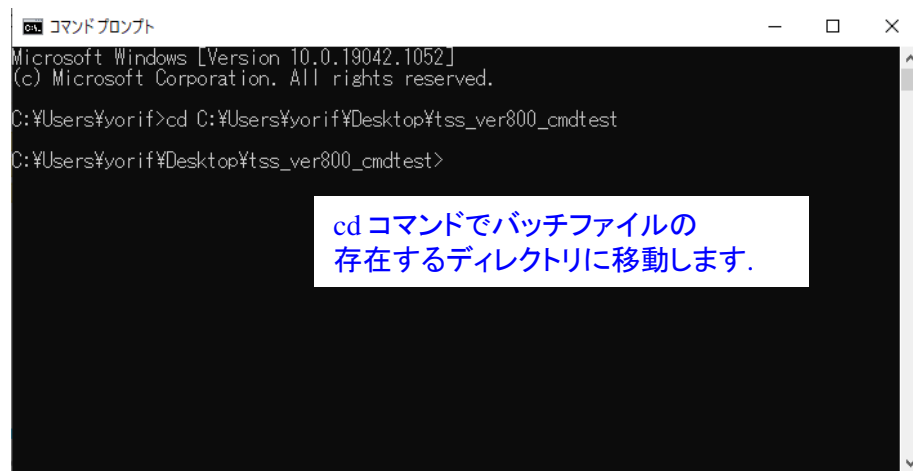 コマンド プロンプト
Microsoft Windows [Version 10.0.19042.1052]
(c) Microsoft Corporation. All rights reserved.
C:¥Users¥yorif>cd C:¥Users¥yorif¥Desktop¥tss_ver800_cmdtest
C:¥Users¥yorif¥Desktop¥tss_ver800_cmdtest>
cd コマンドでバッチファイルの
存在するディレクトリに移動します.